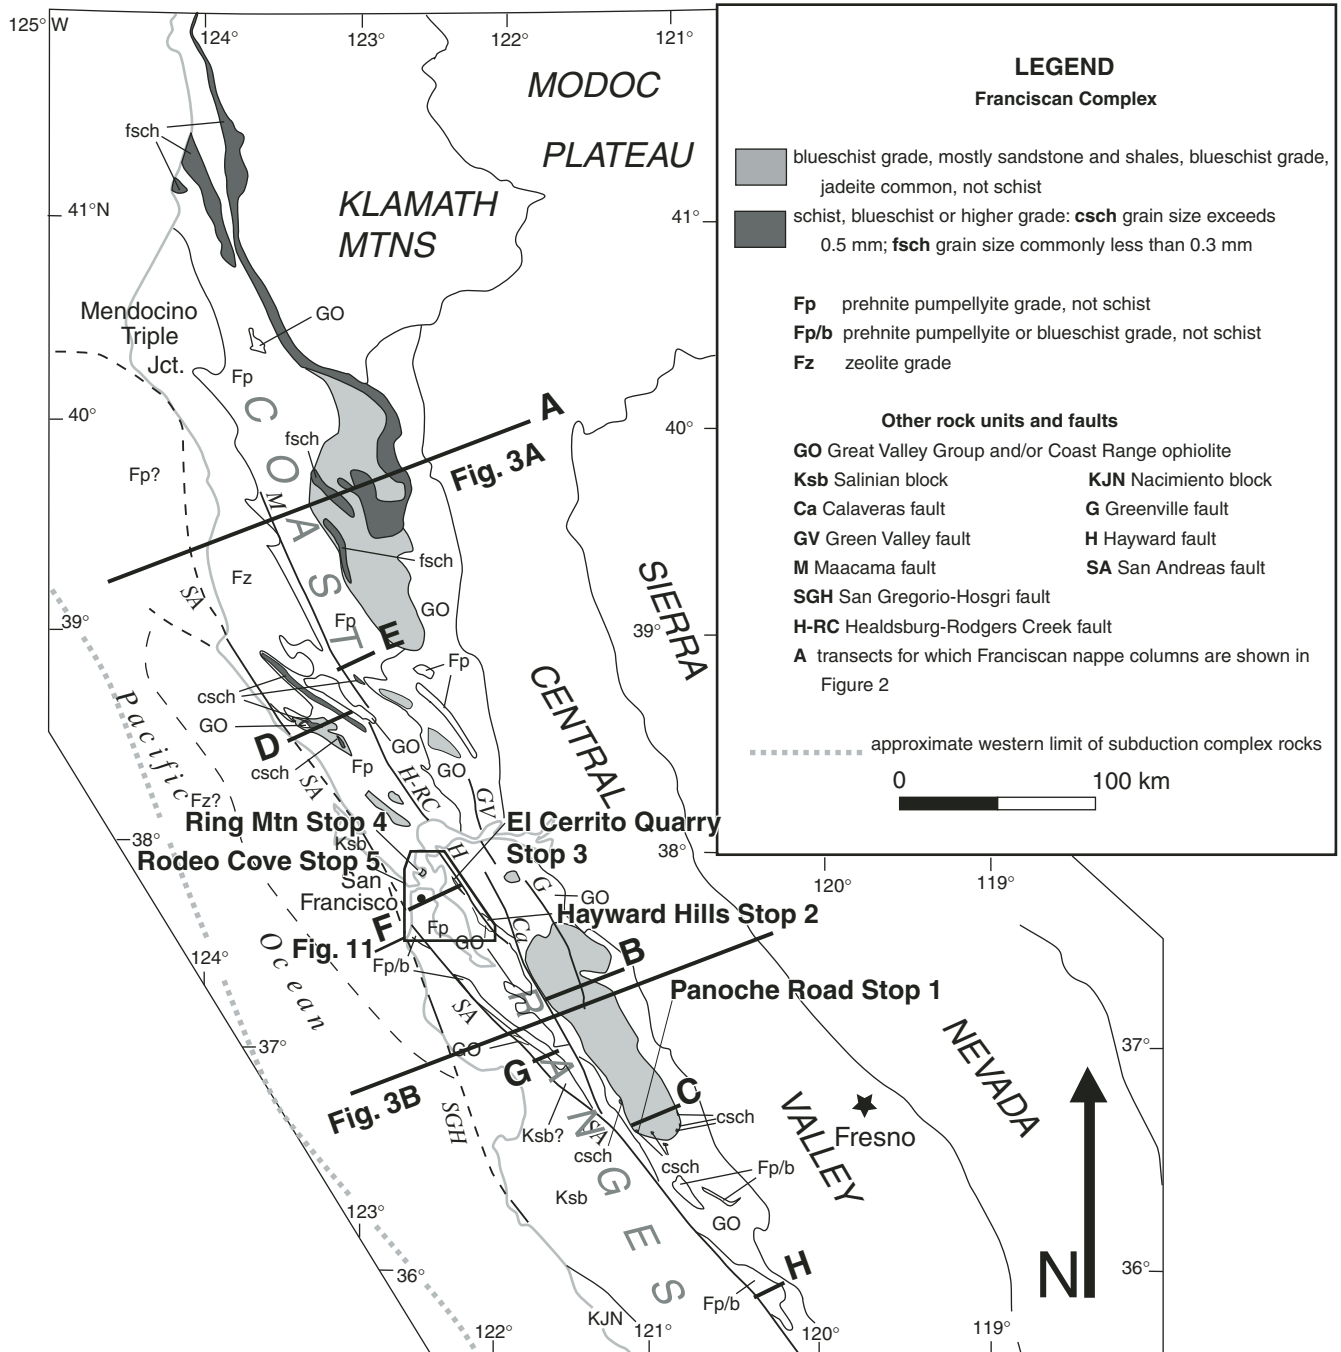 125° W
124°
123°
122°
121°
MODOC
PLATEAU
fsch
KLAMATH
MTNS
41°N
41°
Mendocino
Triple
Jct.
GO
Fp
COAST
RANGES
40°
40°
A
Fig. 3A
fsch
Fp?
M
fsch
Fz
SA
GO
Fp
39°
39°
E
SIERRA
Fp
csch
GO
D
csch
GO
Fp
SA
GO
H-RC
GV
CENTRAL
Pacific
Fz?
Ring Mtn Stop 4
El Cerrito Quarry
Stop 3
38°
Ksb
38°
Rodeo Cove Stop 5
San
Francisco
H
G
GO
Hayward Hills Stop 2
F
Fp
GO
Ca
Fig. 11
Fp/b
B
Ocean
124°
Panoche Road Stop 1
SA
37°
GO
G
37°
NEVADA
Fig. 3B
C
SGH
csch
VALLEY
Fresno
Ksb?
SA
csch
csch
Fp/b
Ksb
GO
123°
H
36°
36°
Fp/b
KJN
N
122°
121°
120°
119°
120°
119°
LEGEND
Franciscan Complex
blueschist grade, mostly sandstone and shales, blueschist grade,
jadeite common, not schist
schist, blueschist or higher grade: csch grain size exceeds
0.5 mm; fsch grain size commonly less than 0.3 mm
Fp prehnite pumpellyite grade, not schist
Fp/b prehnite pumpellyite or blueschist grade, not schist
Fz zeolite grade
Other rock units and faults
GO Great Valley Group and/or Coast Range ophiolite
Ksb Salinian block KJN Nacimiento block
Ca Calaveras fault G Greenville fault
GV Green Valley fault H Hayward fault
M Maacama fault SA San Andreas fault
SGH San Gregorio-Hosgri fault
H-RC Healdsburg-Rodgers Creek fault
A transects for which Franciscan nappe columns are shown in
Figure 2
approximate western limit of subduction complex rocks
0 100 km